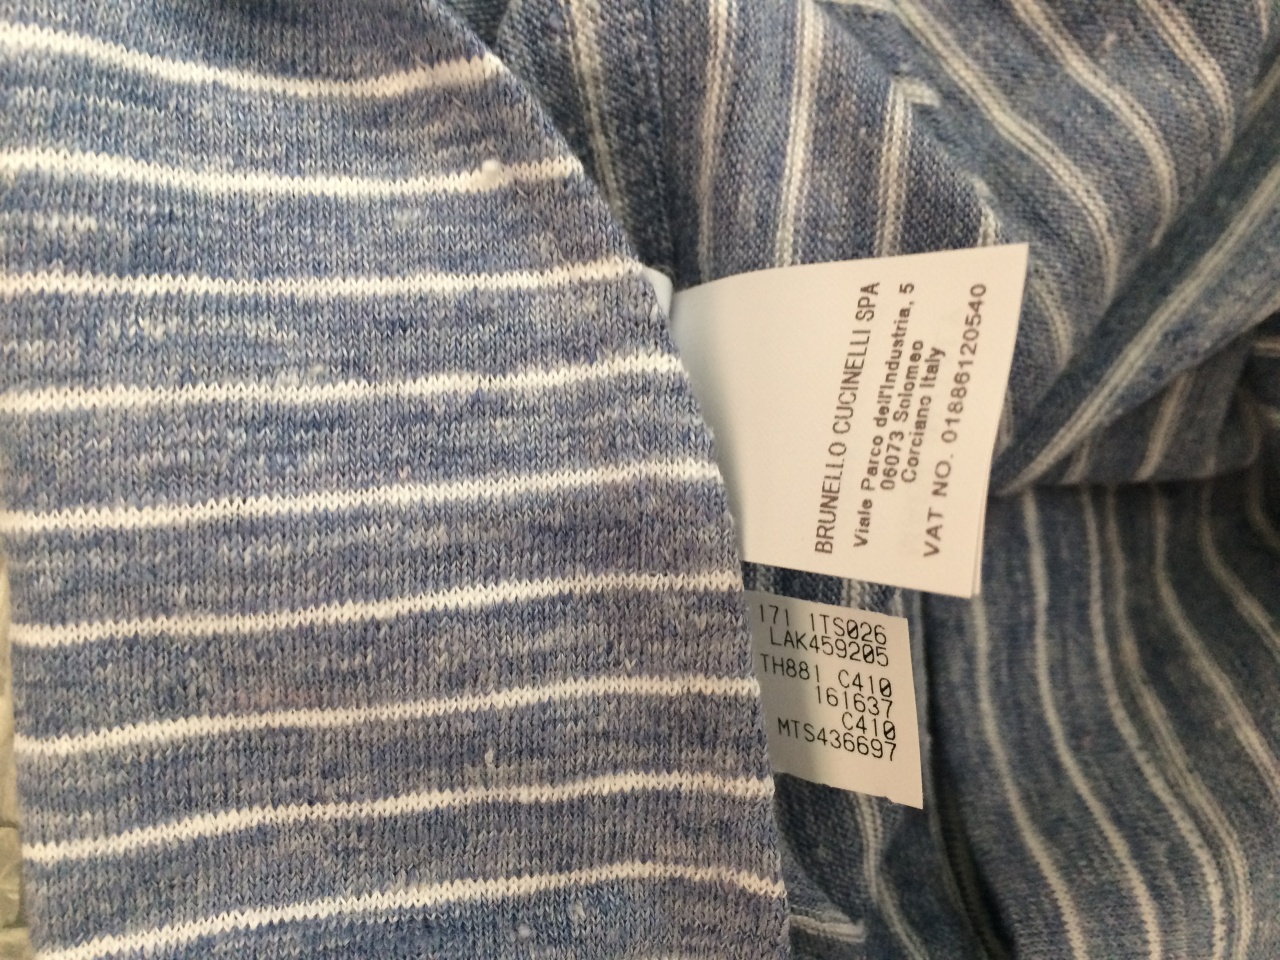 BRUNELLO CUCINELLI SPA
Viale Parco dell'Industria, 5
06073 Solomeo
Corciano Italy
VAT NO. 01886120540
171 1TS026
LAK459205
TH881 C410
161637
C410
MTS436697